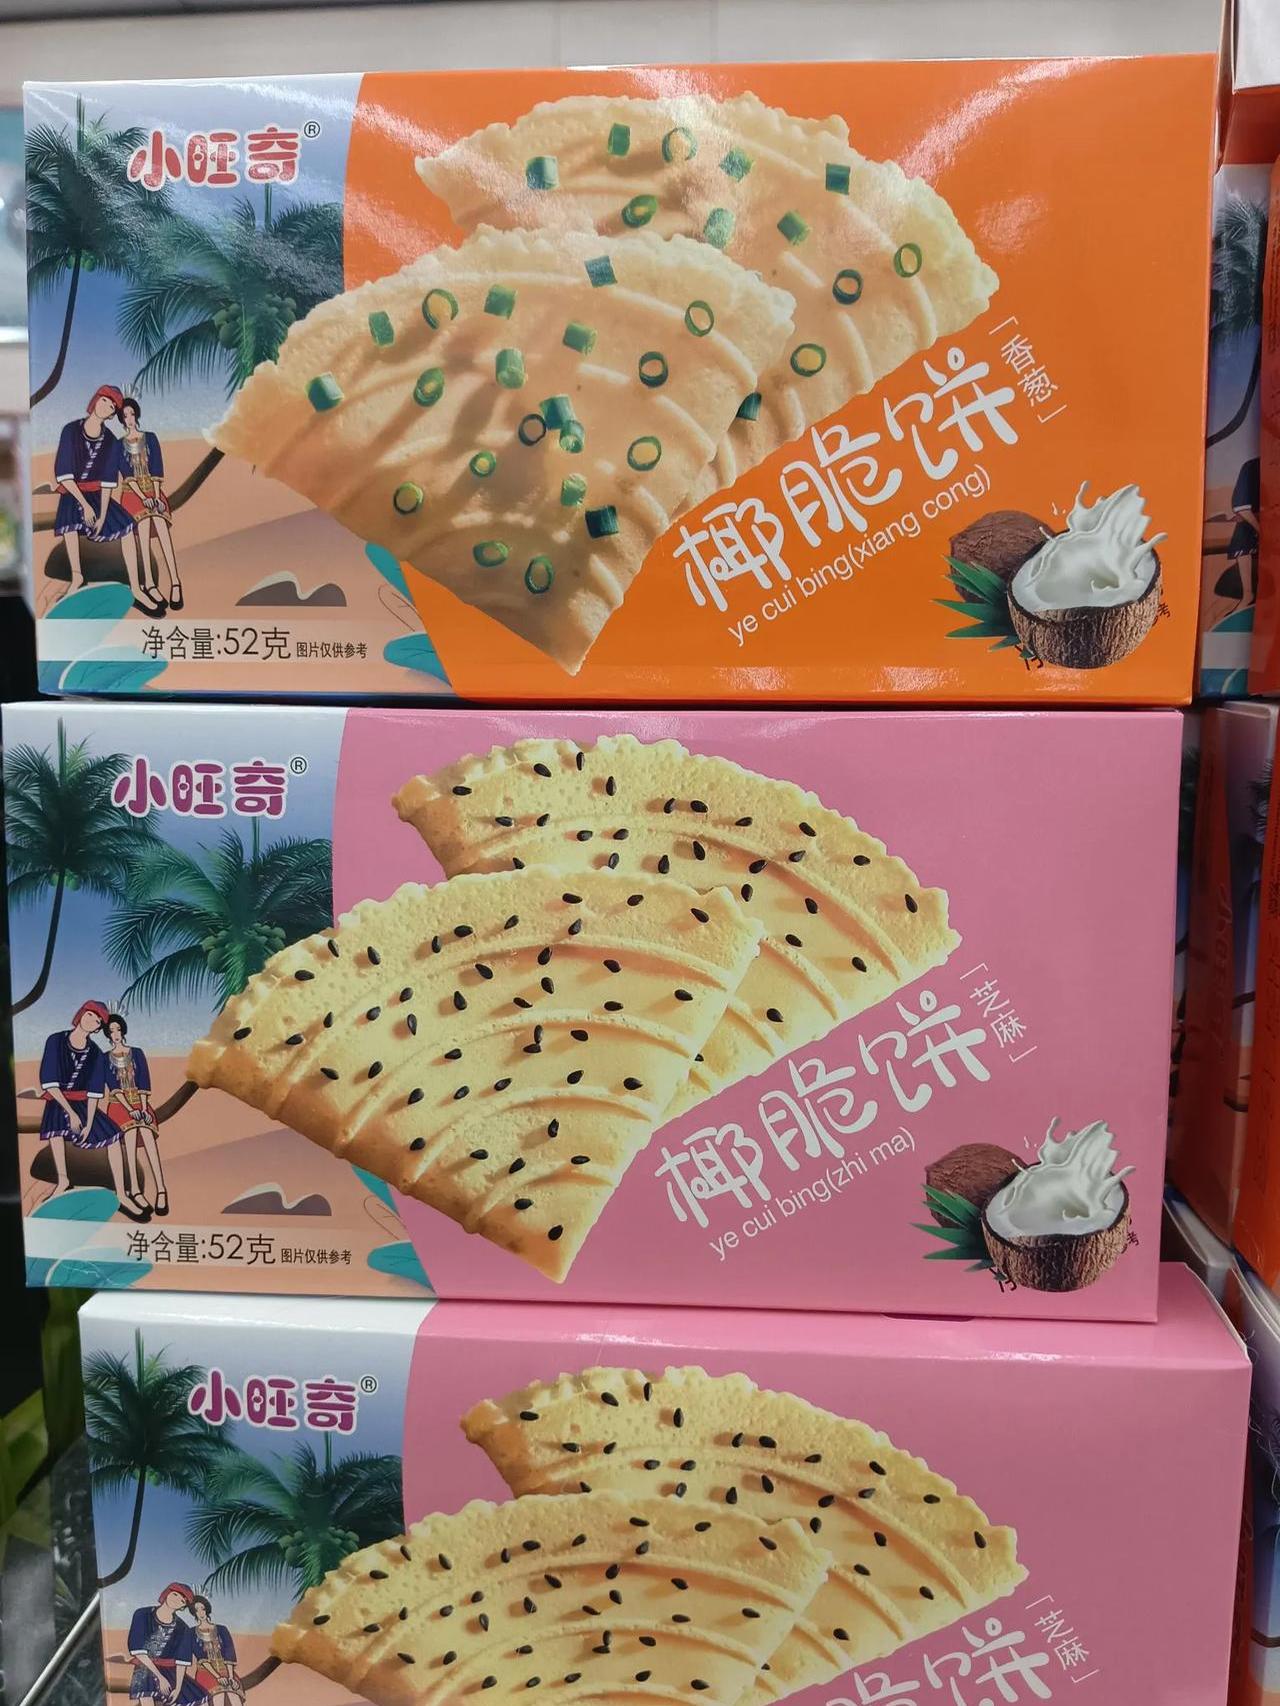 小旺奇®
「香葱」
椰脆饼
ye cui bing(xiang cong)
净含量:52克 图片仅供参考
小旺奇®
「芝麻」
椰脆饼
ye cui bing(zhi ma)
净含量:52克 图片仅供参考
小旺奇®
「芝麻」
脆饼